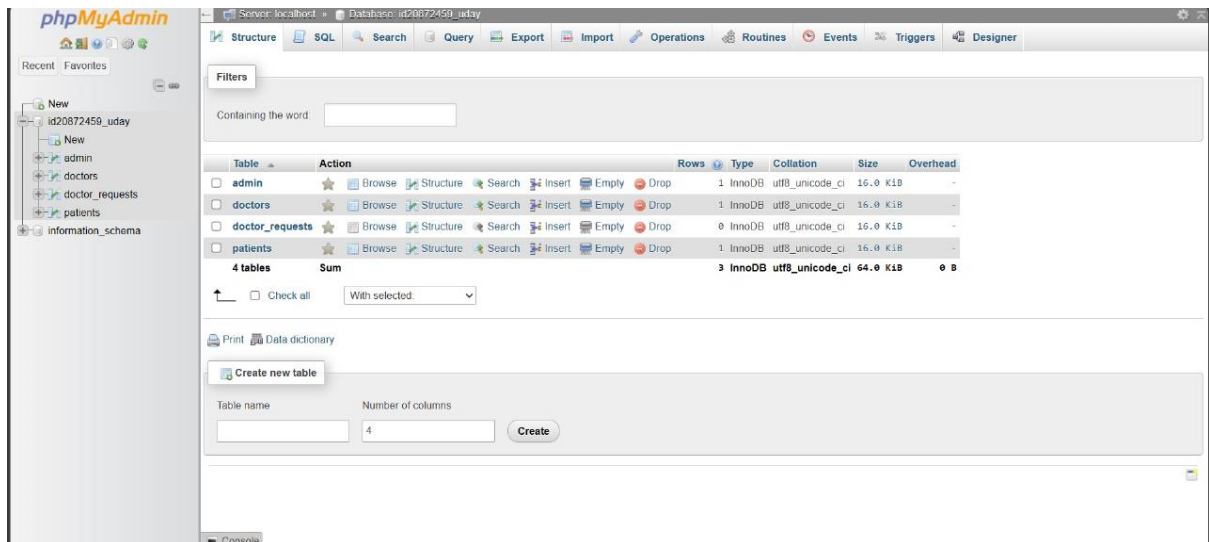 phpMyAdmin
Recent Favorites
New
id20872459_uday
New
admin
doctors
doctor_requests
patients
information_schema
Server: localhost » Database: id20872459_uday
Structure SQL Search Query Export Import Operations Routines Events Triggers Designer
Filters
Containing the word:
Table Action Rows Type Collation Size Overhead
admin Browse Structure Search Insert Empty Drop 1 InnoDB utf8_unicode_ci 16.0 KiB -
doctors Browse Structure Search Insert Empty Drop 1 InnoDB utf8_unicode_ci 16.0 KiB -
doctor_requests Browse Structure Search Insert Empty Drop 0 InnoDB utf8_unicode_ci 16.0 KiB -
patients Browse Structure Search Insert Empty Drop 1 InnoDB utf8_unicode_ci 16.0 KiB -
4 tables Sum 3 InnoDB utf8_unicode_ci 64.0 KiB 0 B
Check all With selected:
Print Data dictionary
Create new table
Table name Number of columns
4 Create
Console